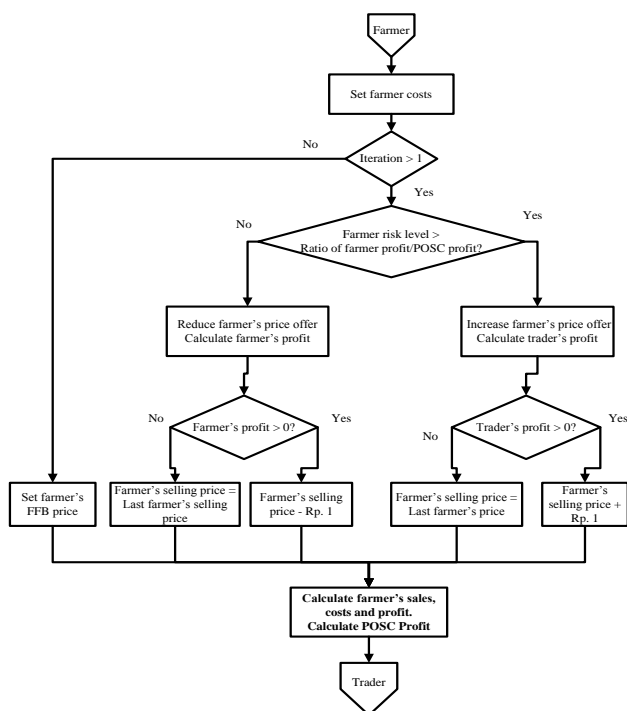 Farmer
Set farmer costs
No
Iteration > 1
Yes
No
Yes
Farmer risk level >
Ratio of farmer profit/POSC profit?
Reduce farmer's price offer
Calculate farmer's profit
Increase farmer's price offer
Calculate trader's profit
No
Farmer's profit > 0?
Yes
No
Trader's profit > 0?
Yes
Set farmer's
FFB price
Farmer's selling price =
Last farmer's selling
price
Farmer's selling
price - Rp. 1
Farmer's selling price =
Last farmer's price
Farmer's
selling price +
Rp. 1
Calculate farmer's sales,
costs and profit.
Calculate POSC Profit
Trader